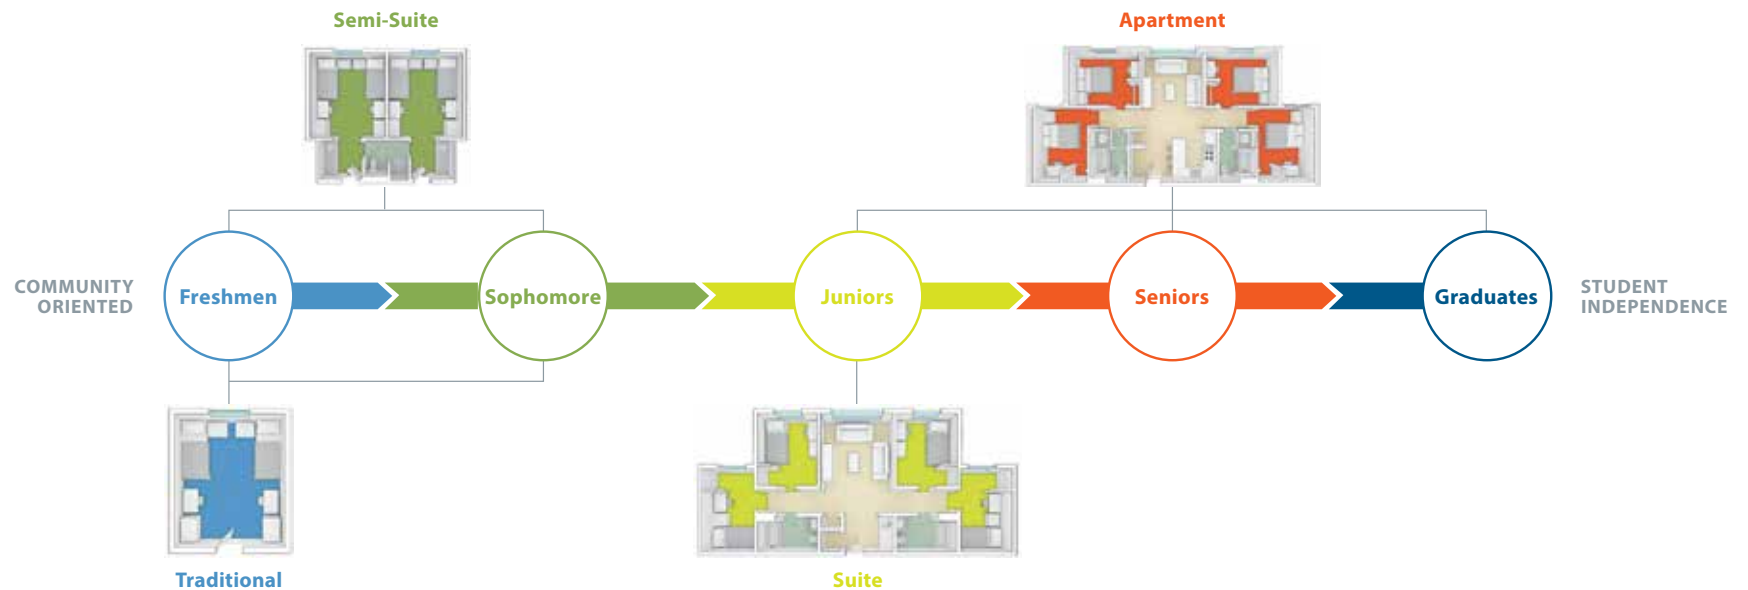 Semi-Suite
Apartment
COMMUNITY
ORIENTED
Freshmen
Sophomore
Juniors
Seniors
Graduates
STUDENT
INDEPENDENCE
Traditional
Suite